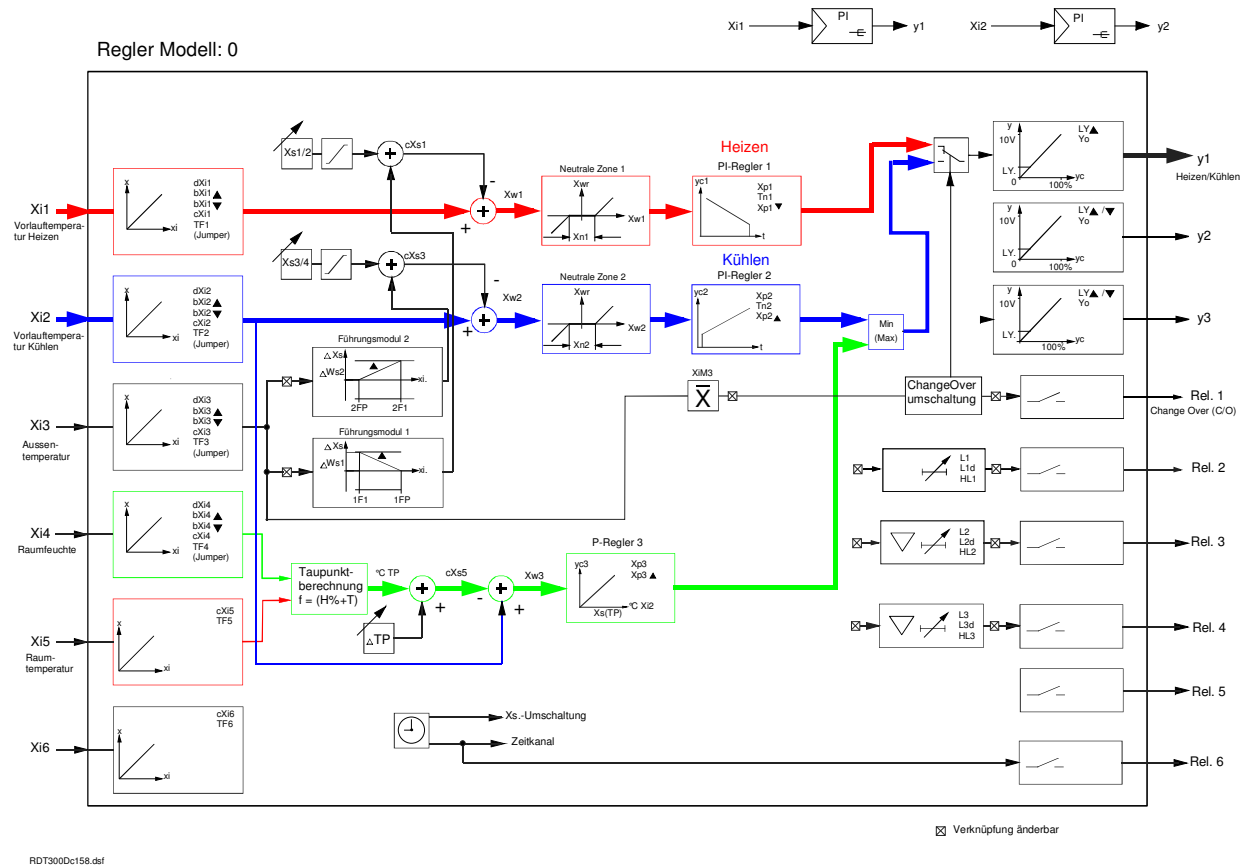 Regler Modell: 0
Xi1
PI
y1
Xi2
PI
y2
Xi1
Vorlauftempera-
tur Heizen
x
xi
dXi1
bXi1
bXi1
cXi1
TF1
(Jumper)
Xs1/2
cXs1
-
+
Xw1
Neutrale Zone 1
Xwr
Xw1
Xn1
Heizen
PI-Regler 1
yc1
t
Xp1
Tn1
Xp1
y
10V
LY.
0
100%
yc
LY
Yo
y1
Heizen/Kühlen
Xi2
Vorlauftempera-
tur Kühlen
x
xi
dXi2
bXi2
bXi2
cXi2
TF2
(Jumper)
Xs3/4
cXs3
-
+
Xw2
Neutrale Zone 2
Xwr
Xw2
Xn2
Kühlen
PI-Regler 2
yc2
t
Xp2
Tn2
Xp2
Min
(Max)
y
10V
LY.
0
100%
yc
LY /
Yo
y2
y
10V
LY.
0
100%
yc
LY /
Yo
y3
Führungsmodul 2
Xs
Ws2
xi.
2FP
2F1
Xi3
Aussen-
temperatur
x
xi
dXi3
bXi3
bXi3
cXi3
TF3
(Jumper)
Führungsmodul 1
Xs
Ws1
xi.
1F1
1FP
XiM3
X
ChangeOver
umschaltung
Rel. 1
Change Over (C/O)
L1
L1d
HL1
Rel. 2
Xi4
Raumfeuchte
x
xi
dXi4
bXi4
bXi4
cXi4
TF4
(Jumper)
L2
L2d
HL2
Rel. 3
Taupunkt-
berechnung
f = (H%+T)
°C TP
+
TP
cXs5
-
+
Xw3
P-Regler 3
yc3
°C Xi2
Xs(TP)
Xp3
Xp3
L3
L3d
HL3
Rel. 4
Xi5
Raum-
temperatur
x
xi
cXi5
TF5
Rel. 5
Xi6
x
xi
cXi6
TF6
Xs.-Umschaltung
Zeitkanal
Rel. 6
Verknüpfung änderbar
RDT300Dc158.dsf